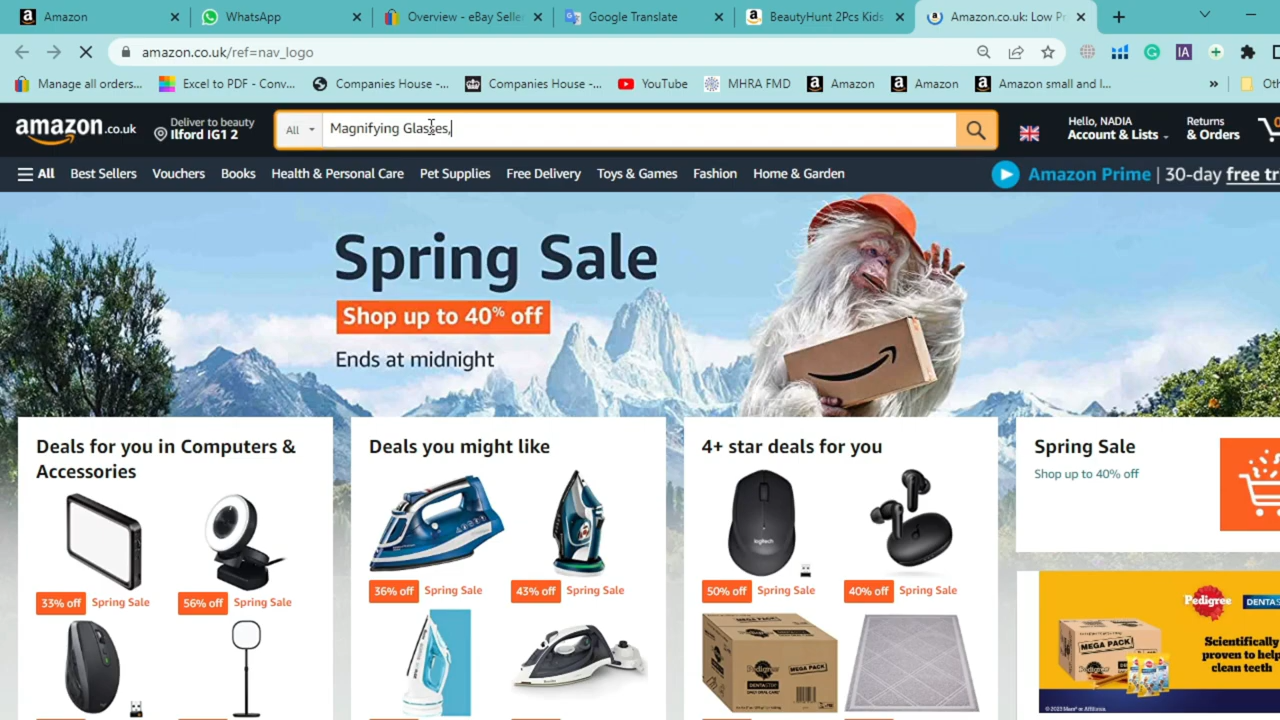 Amazon
WhatsApp
Overview - eBay Selle
Google Translate
BeautyHunt 2Pcs Kids
Amazon.co.uk: Low Pr
amazon.co.uk/ref=nav_logo
IA
Manage all orders...
Excel to PDF - Conv...
Companies House -...
Companies House -...
YouTube
MHRA FMD
Amazon
Amazon
Amazon small and l...
»
Oth
amazon.co.uk
Deliver to beauty
Ilford IG1 2
All
Magnifying Glasses,
Hello, NADIA
Account & Lists
Returns
& Orders
All
Best Sellers
Vouchers
Books
Health & Personal Care
Pet Supplies
Free Delivery
Toys & Games
Fashion
Home & Garden
Amazon Prime | 30-day free tr
Spring Sale
Shop up to 40% off
Ends at midnight
Deals for you in Computers &
Accessories
33% off Spring Sale
56% off Spring Sale
Deals you might like
36% off Spring Sale
43% off Spring Sale
4+ star deals for you
logitech
50% off Spring Sale
40% off Spring Sale
MEGA PACK!
Spring Sale
Shop up to 40% off
Pedigree
DENTAS
MEGA PACK!
Scientifically
proven to help
clean teeth